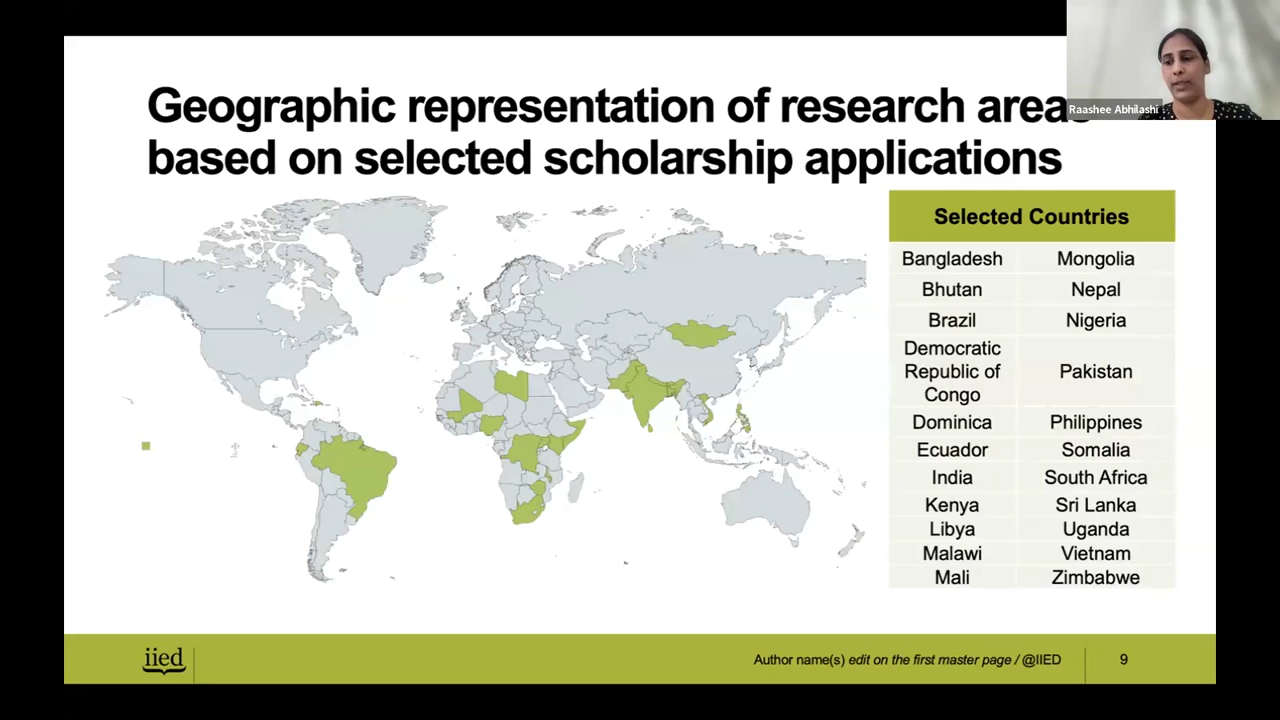 Geographic representation of research areas
based on selected scholarship applications
Raashee Abhilashi
Selected Countries
Bangladesh Mongolia
Bhutan Nepal
Brazil Nigeria
Democratic
Republic of
Congo
Pakistan
Dominica Philippines
Ecuador Somalia
India South Africa
Kenya Sri Lanka
Libya Uganda
Malawi Vietnam
Mali Zimbabwe
iied
Author name(s) edit on the first master page / @IIED
9